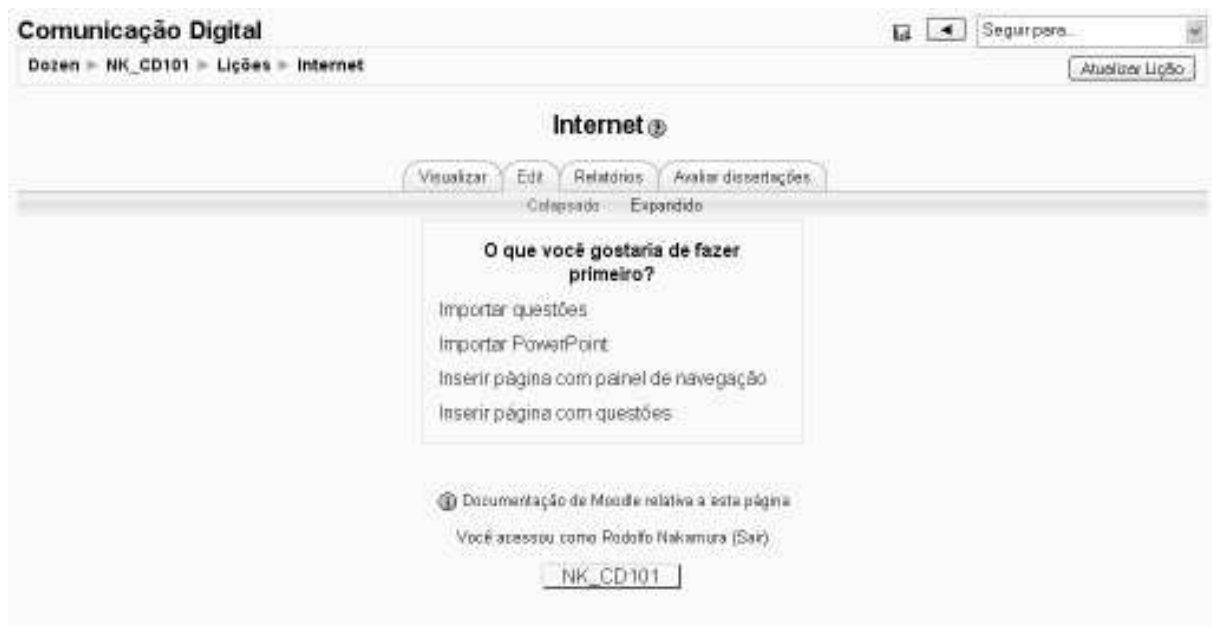 Comunicação Digital
Seguir para...
Dozen ► NK_CD101 ► Lições ► Internet
Atualizar Lição
Internet
Visualizar Edit Relatórios Avaliar dissertações
Colapsado Expandido
O que você gostaria de fazer
primeiro?
Importar questões
Importar PowerPoint
Inserir página com painel de navegação
Inserir página com questões
Documentação de Moodle relativa a esta página
Você acessou como Rodolfo Nakamura (Sair)
NK_CD101